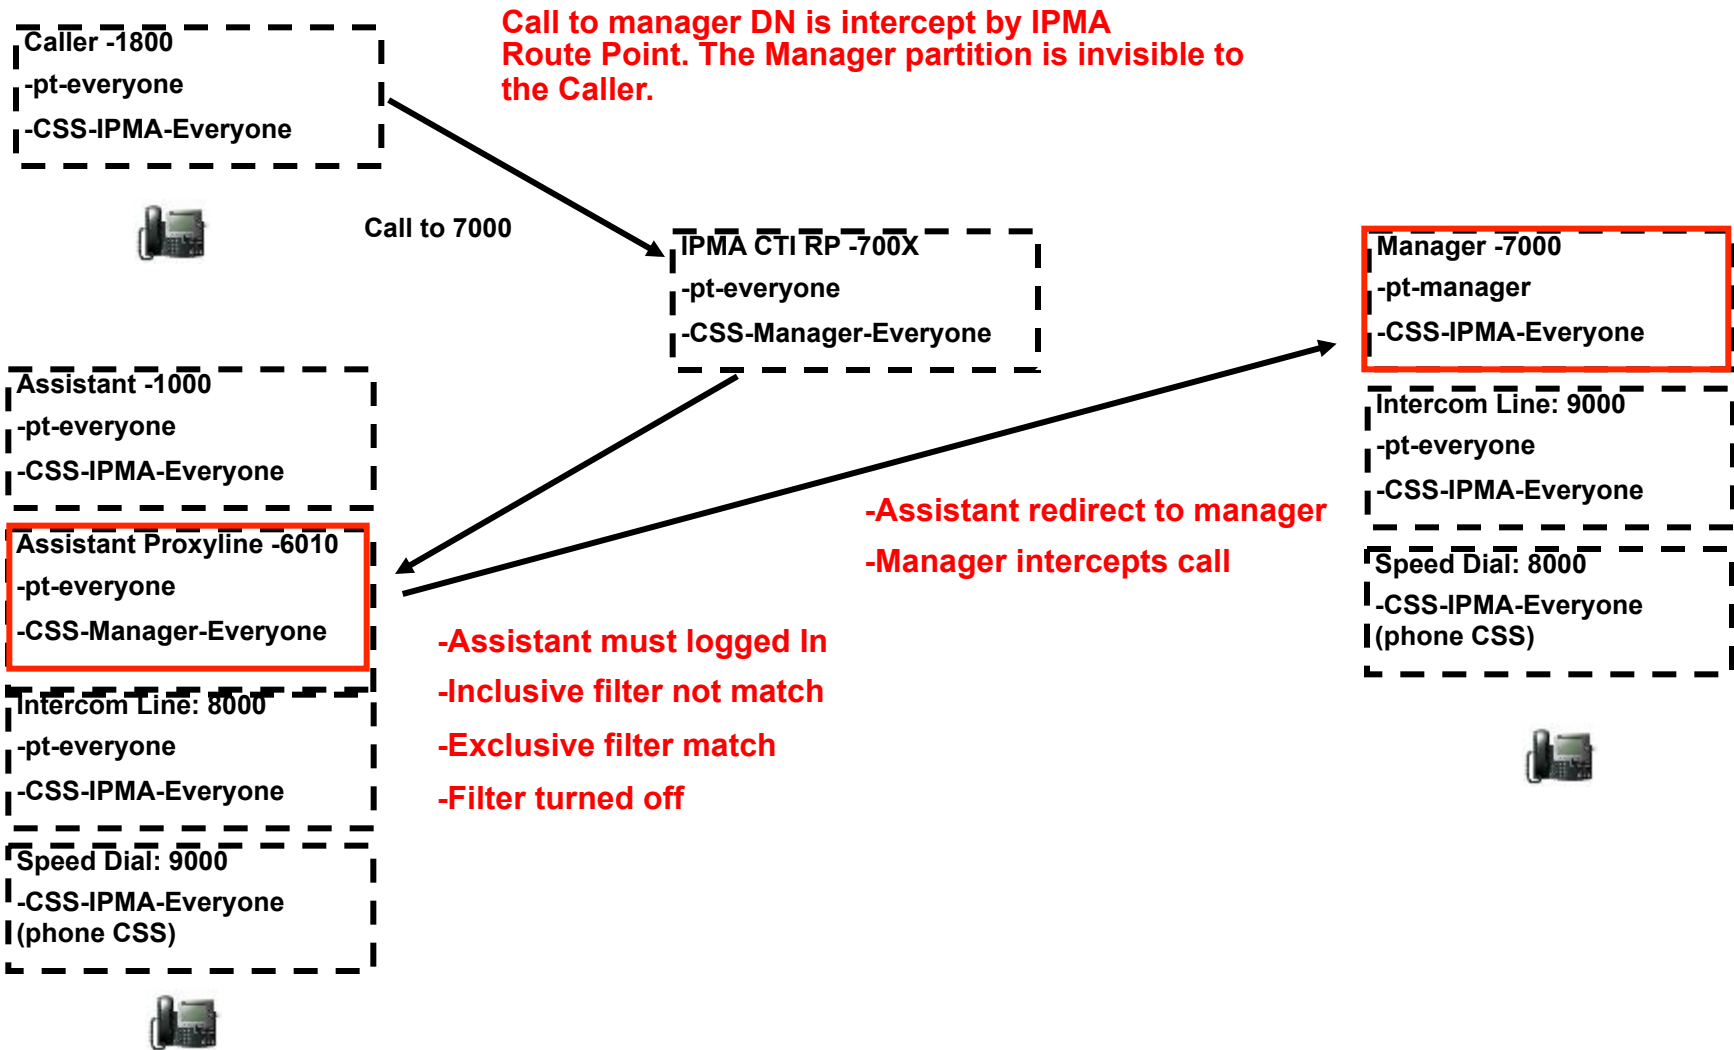 Call to manager DN is intercept by IPMA
Route Point. The Manager partition is invisible to
the Caller.
Caller -1800
-pt-everyone
-CSS-IPMA-Everyone
Call to 7000
IPMA CTI RP -700X
-pt-everyone
-CSS-Manager-Everyone
Manager -7000
-pt-manager
-CSS-IPMA-Everyone
Assistant -1000
-pt-everyone
-CSS-IPMA-Everyone
Intercom Line: 9000
-pt-everyone
-CSS-IPMA-Everyone
Assistant Proxyline -6010
-pt-everyone
-CSS-Manager-Everyone
-Assistant redirect to manager
-Manager intercepts call
Speed Dial: 8000
-CSS-IPMA-Everyone
(phone CSS)
-Assistant must logged In
-Inclusive filter not match
-Exclusive filter match
-Filter turned off
Intercom Line: 8000
-pt-everyone
-CSS-IPMA-Everyone
Speed Dial: 9000
-CSS-IPMA-Everyone
(phone CSS)